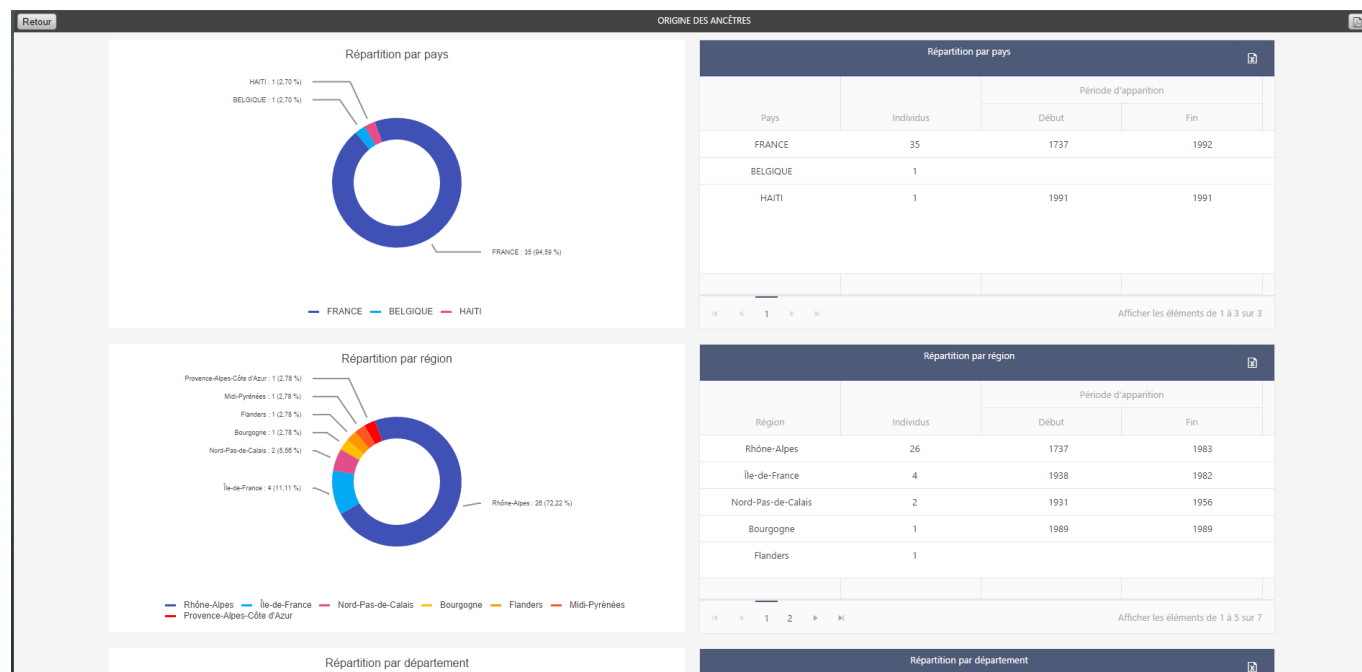 Retour
ORIGINE DES ANCÊTRES
Répartition par pays
HAITI : 1 (2,70 %)
BELGIQUE : 1 (2,70 %)
FRANCE : 35 (94,59 %)
FRANCE BELGIQUE HAITI
Répartition par pays
Période d'apparition
Pays Individus Début Fin
FRANCE 35 1737 1992
BELGIQUE 1
HAITI 1 1991 1991
1
Afficher les éléments de 1 à 3 sur 3
Répartition par région
Provence-Alpes-Côte d'Azur : 1 (2,78 %)
Midi-Pyrénées : 1 (2,78 %)
Flanders : 1 (2,78 %)
Bourgogne : 1 (2,78 %)
Nord-Pas-de-Calais : 2 (5,56 %)
Île-de-France : 4 (11,11 %)
Rhône-Alpes : 26 (72,22 %)
Rhône-Alpes Île-de-France Nord-Pas-de-Calais Bourgogne Flanders Midi-Pyrénées
Provence-Alpes-Côte d'Azur
Répartition par région
Période d'apparition
Région Individus Début Fin
Rhône-Alpes 26 1737 1983
Île-de-France 4 1938 1982
Nord-Pas-de-Calais 2 1931 1956
Bourgogne 1 1989 1989
Flanders 1
1 2
Afficher les éléments de 1 à 5 sur 7
Répartition par département
Répartition par département